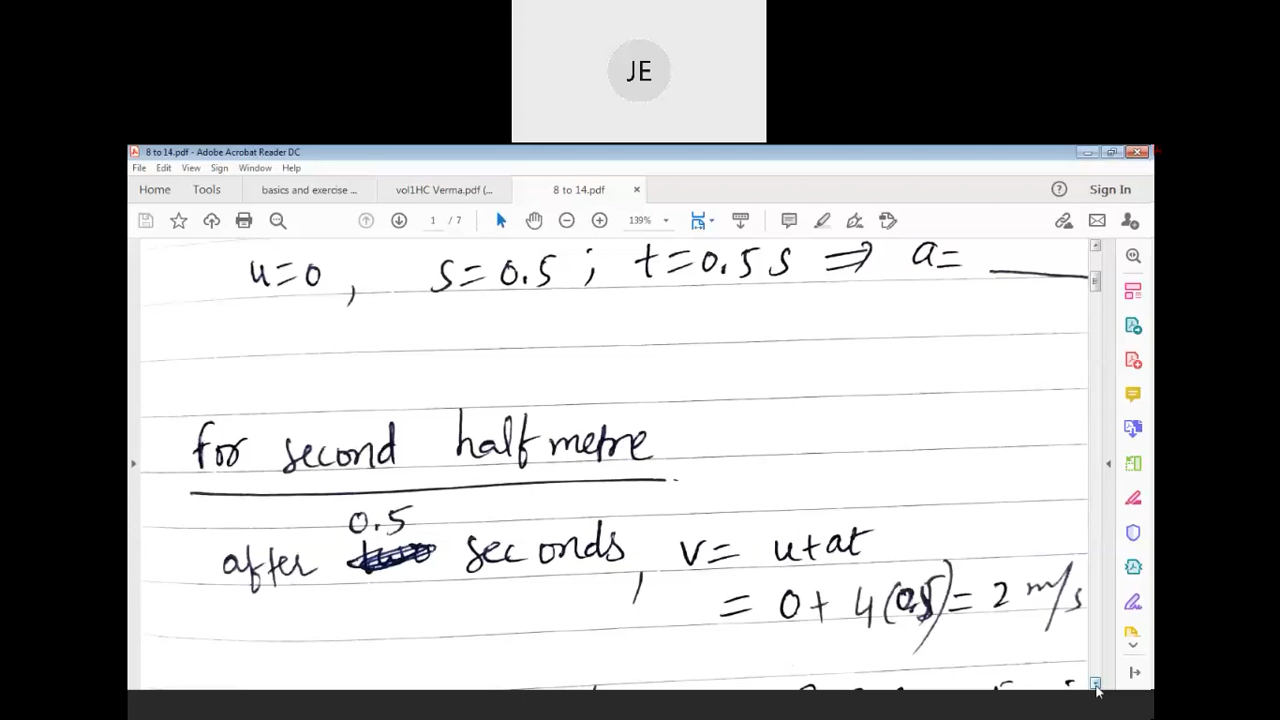 JE
8 to 14.pdf - Adobe Acrobat Reader DC
File Edit View Sign Window Help
Home Tools basics and exercise ... vol1HC Verma.pdf (... 8 to 14.pdf × Sign In
1 / 7 139%
u=0 , s=0.5 ; t=0.5 s ⇒ a= ___
for second half metre
0.5
after seconds, v= u+at
= 0+ 4(0.5)= 2 m/s